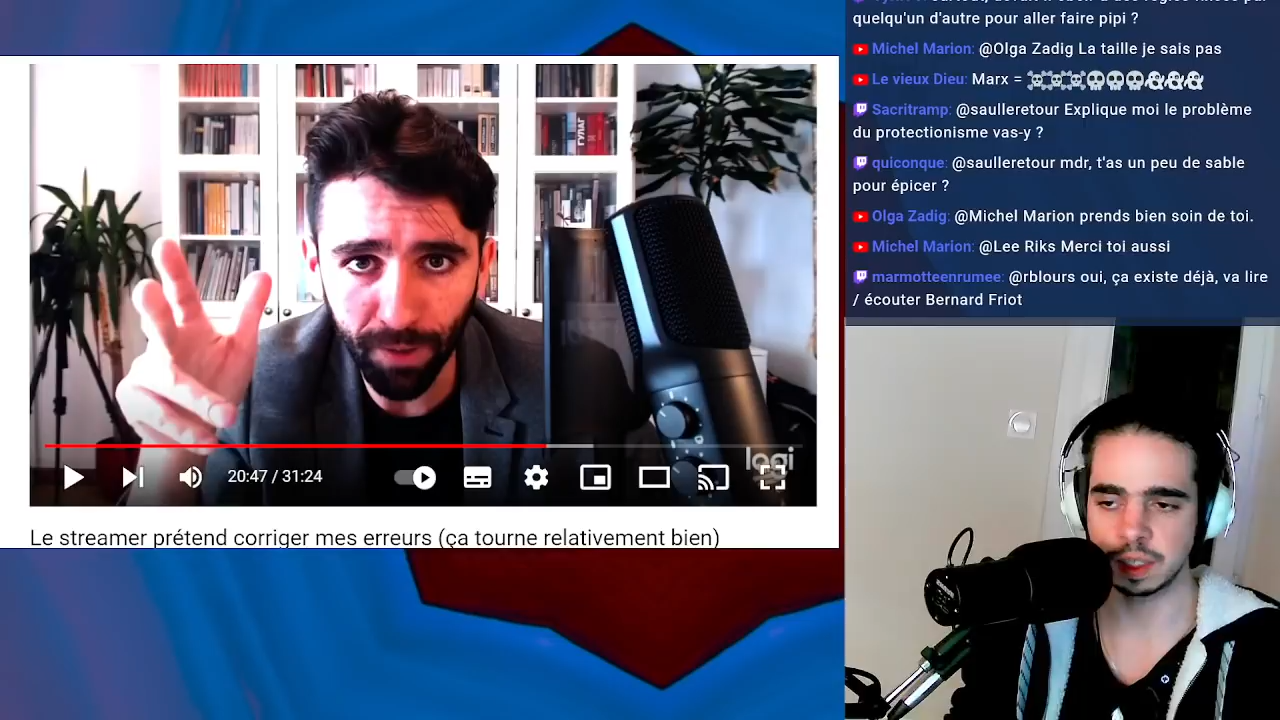 quelqu'un d'autre pour aller faire pipi ?
Michel Marion: @Olga Zadig La taille je sais pas
Le vieux Dieu: Marx = ☠️☠️☠️💀💀💀👻👻👻
Sacritramp: @saulleretour Explique moi le problème
du protectionisme vas-y ?
quiconque: @saulleretour mdr, t'as un peu de sable
pour épicer ?
Olga Zadig: @Michel Marion prends bien soin de toi.
Michel Marion: @Lee Riks Merci toi aussi
marmotteenrumee: @rblours oui, ça existe déjà, va lire
/ écouter Bernard Friot
ГУЛАГ
logi
20:47 / 31:24
Le streamer prétend corriger mes erreurs (ça tourne relativement bien)